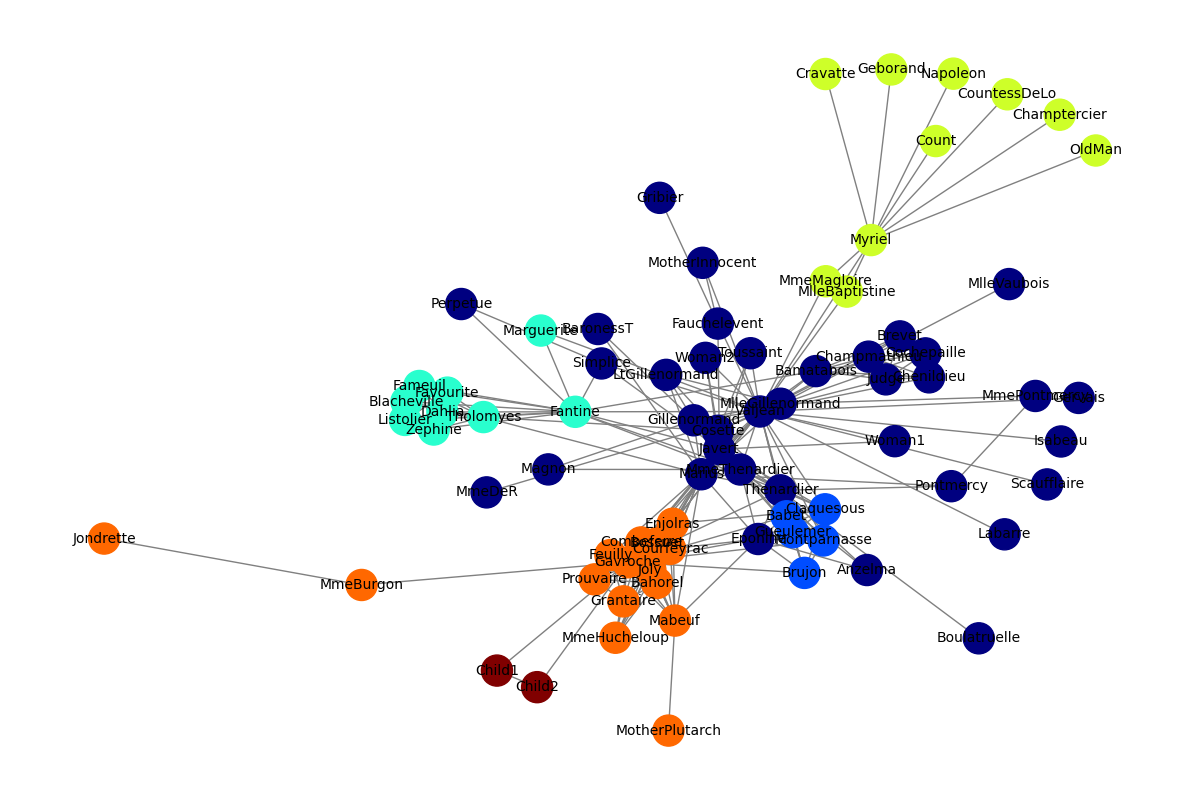 Cravatte
Geborand
Napoleon
CountessDeLo
Champtercier
Count
OldMan
Gribier
Myriel
MotherInnocent
MmeMagloire
MlleBaptistine
MlleVaubois
Perpetue
Marguerite
BaronessT
Fauchelevent
Brevet
Simplice
Woman2
Toussaint
Champmathieu
Cochepaille
LtGillenormand
Bamatabois
Judge
Chenildieu
Fameuil
Favourite
Blacheville
Dahlia
Listolier
Zephine
Tholomyes
Fantine
Gillenormand
MlleGillenormand
Valjean
MmePontmercy
Gervais
Cosette
Javert
Woman1
Isabeau
Magnon
Marius
MmeThenardier
MmeDeR
Thenardier
Pontmercy
Scaufflaire
Claquesous
Babet
Gueulemer
Enjolras
Labarre
Jondrette
Combeferre
Bossuet
Courfeyrac
Eponine
Montparnasse
Feuilly
Gavroche
Joly
Brujon
Anzelma
MmeBurgon
Prouvaire
Bahorel
Grantaire
Mabeuf
MmeHucheloup
Boulatruelle
Child1
Child2
MotherPlutarch